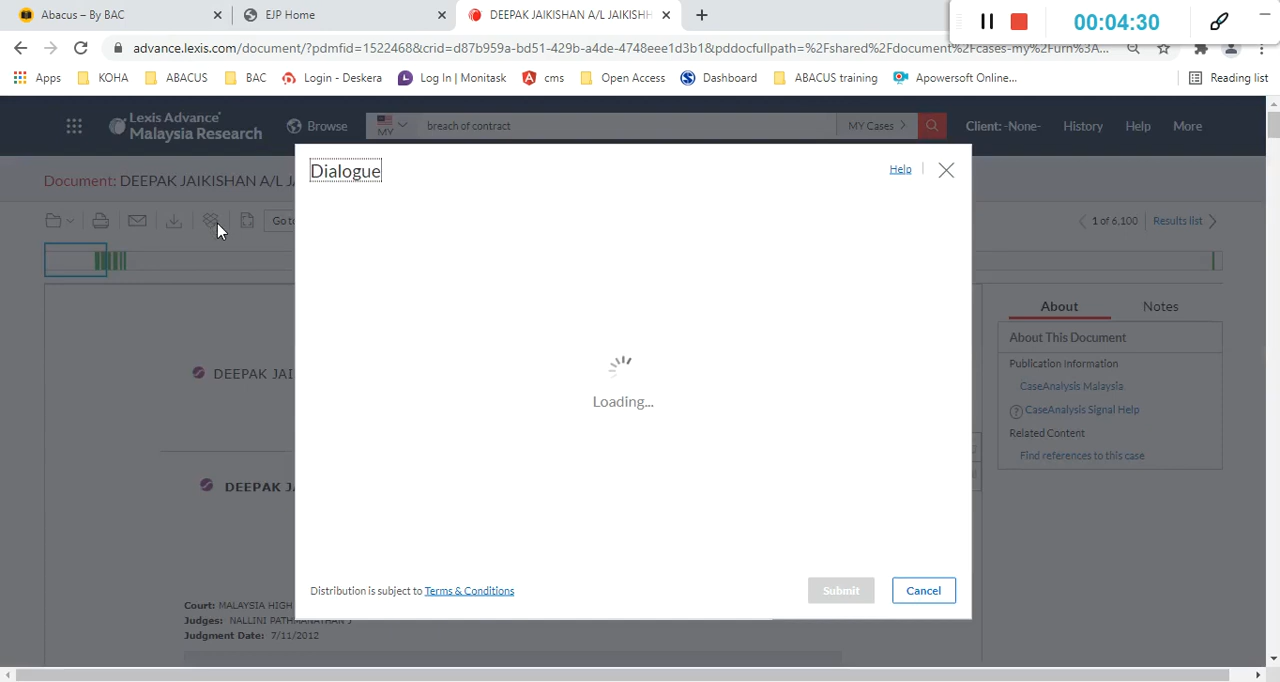 Abacus – By BAC
EJP Home
DEEPAK JAIKISHAN A/L JAIKISHH
00:04:30
advance.lexis.com/document/?pdmfid=1522468&crid=d87b959a-bd51-429b-a4de-4748eee1d3b1&pddocfullpath=%2Fshared%2Fdocument%2Fcases-my%2Furn%3A...
Apps
KOHA
ABACUS
BAC
Login - Deskera
Log In | Monitask
cms
Open Access
Dashboard
ABACUS training
Apowersoft Online...
Reading list
Lexis Advance®
Malaysia Research
Browse
MY
breach of contract
MY Cases
Client: -None-
History
Help
More
Document: DEEPAK JAIKISHAN A/L JA
Dialogue
Help
Go to
1 of 6,100
Results list
About
Notes
About This Document
Publication Information
CaseAnalysis Malaysia
? CaseAnalysis Signal Help
Related Content
Find references to this case
DEEPAK JAI
Loading...
DEEPAK JA
Distribution is subject to Terms & Conditions
Submit
Cancel
Court: MALAYSIA HIGH
Judges: NALLINI PATHMANATHAN J
Judgment Date: 7/11/2012